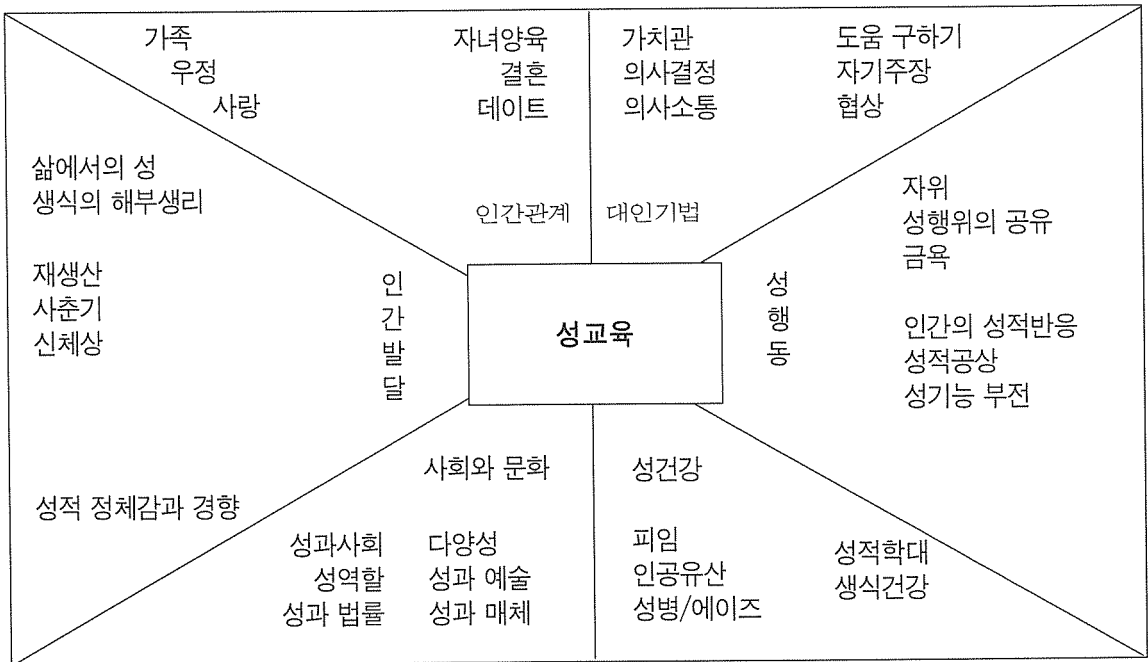 가족
우정
사랑
자녀양육
결혼
데이트
인간관계
가치관
의사결정
의사소통
도움 구하기
자기주장
협상
대인기법
삶에서의 성
생식의 해부생리
재생산
사춘기
신체상
성적 정체감과 경향
인간발달
성교육
성행동
자위
성행위의 공유
금욕
인간의 성적반응
성적공상
성기능 부전
사회와 문화
성과사회
성역할
성과 법률
다양성
성과 예술
성과 매체
성건강
피임
인공유산
성병/에이즈
성적학대
생식건강